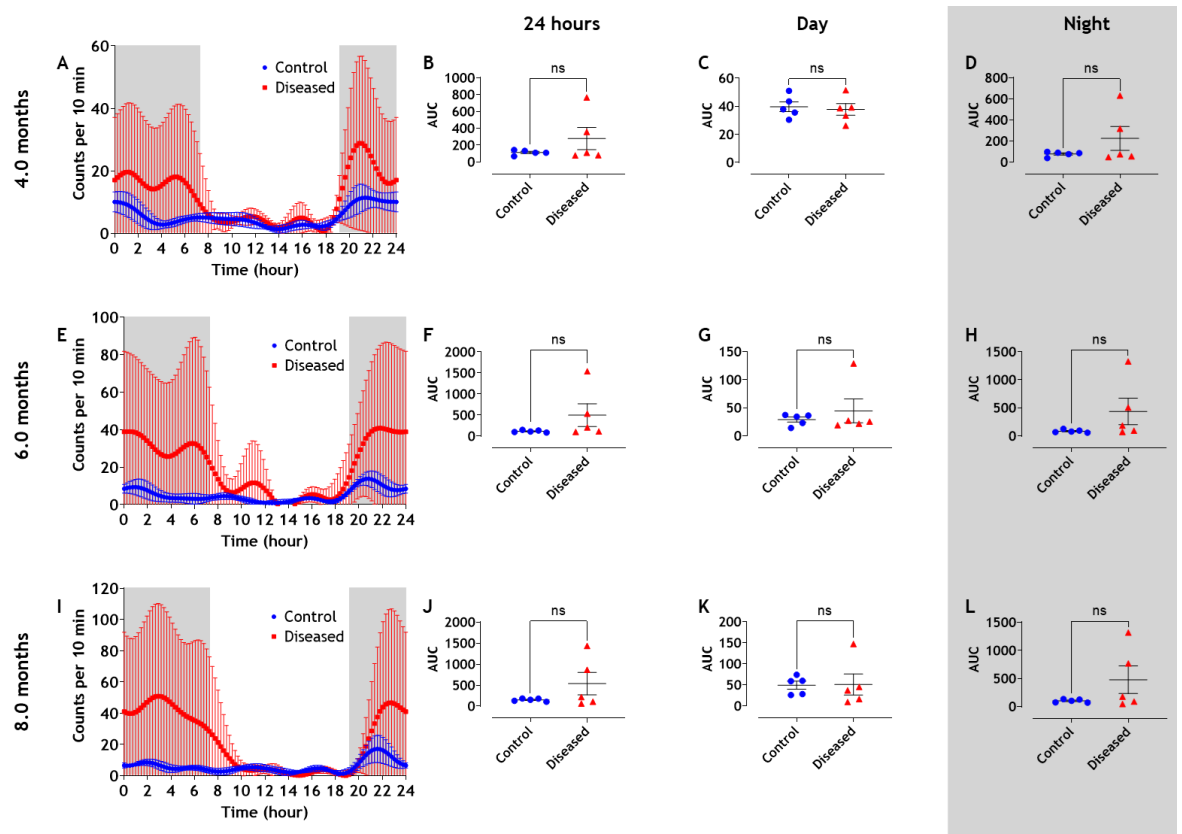 24 hours
Day
Night
4.0 months
A
60
40
20
0
Counts per 10 min
Control
Diseased
0 2 4 6 8 10 12 14 16 18 20 22 24
Time (hour)
B
ns
1000
800
600
400
200
0
AUC
Control
Diseased
C
ns
60
40
20
0
AUC
Control
Diseased
D
ns
800
600
400
200
0
AUC
Control
Diseased
6.0 months
E
100
80
60
40
20
0
Counts per 10 min
Control
Diseased
0 2 4 6 8 10 12 14 16 18 20 22 24
Time (hour)
F
ns
2000
1500
1000
500
0
AUC
Control
Diseased
G
ns
150
100
50
0
AUC
Control
Diseased
H
ns
1500
1000
500
0
AUC
Control
Diseased
8.0 months
I
120
100
80
60
40
20
0
Counts per 10 min
Control
Diseased
0 2 4 6 8 10 12 14 16 18 20 22 24
Time (hour)
J
ns
2000
1500
1000
500
0
AUC
Control
Diseased
K
ns
200
150
100
50
0
AUC
Control
Diseased
L
ns
1500
1000
500
0
AUC
Control
Diseased